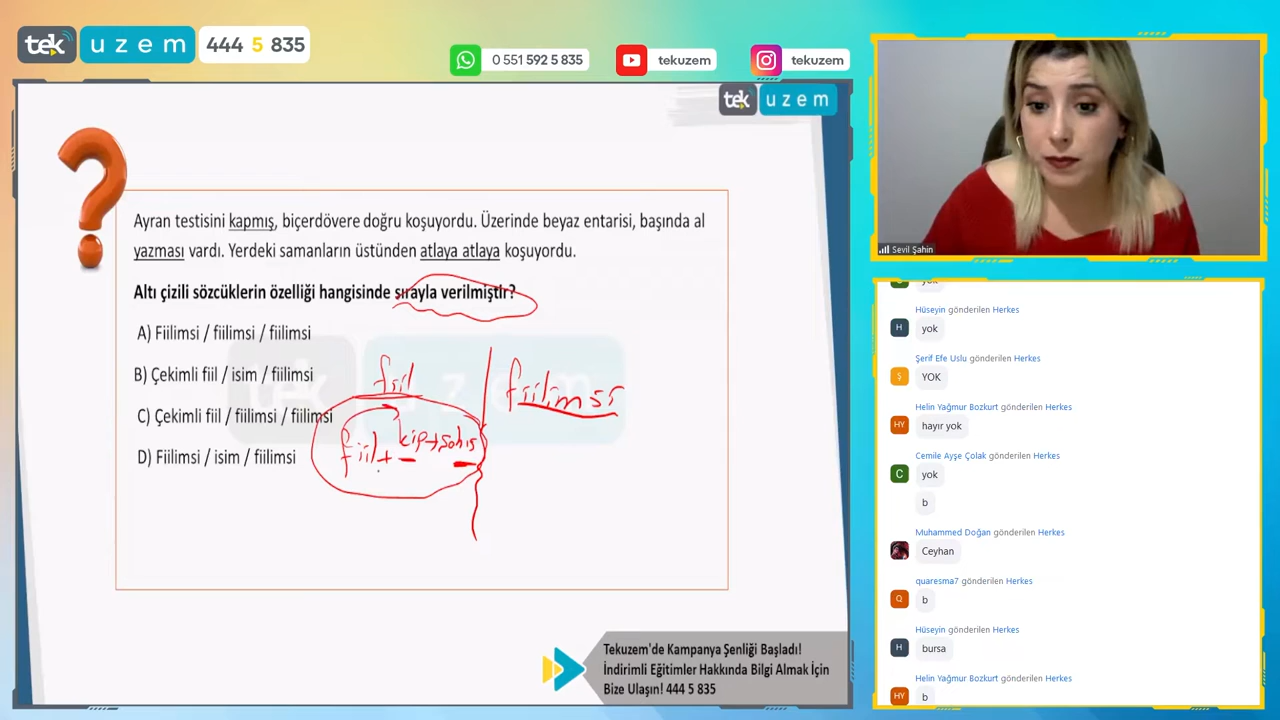 tek uzem 444 5 835
0 551 592 5 835 tekuzem tekuzem
tek uzem
Ayran testisini kapmış, biçerdövere doğru koşuyordu. Üzerinde beyaz entarisi, başında al
yazması vardı. Yerdeki samanların üstünden atlaya atlaya koşuyordu.
Altı çizili sözcüklerin özelliği hangisinde sırayla verilmiştir?
A) Fiilimsi / fiilimsi / fiilimsi
B) Çekimli fiil / isim / fiilimsi
C) Çekimli fiil / fiilimsi / fiilimsi
D) Fiilimsi / isim / fiilimsi
fiil
fiilimsi
fiil + kip + şahıs
Tekuzem'de Kampanya Şenliği Başladı!
İndirimli Eğitimler Hakkında Bilgi Almak İçin
Bize Ulaşın! 444 5 835
Sevil Şahin
yok
Hüseyin gönderilen Herkes
H yok
Şerif Efe Uslu gönderilen Herkes
Ş YOK
Helin Yağmur Bozkurt gönderilen Herkes
HY hayır yok
Cemile Ayşe Çolak gönderilen Herkes
C yok
b
Muhammed Doğan gönderilen Herkes
Ceyhan
quaresma7 gönderilen Herkes
Q b
Hüseyin gönderilen Herkes
H bursa
Helin Yağmur Bozkurt gönderilen Herkes
HY b